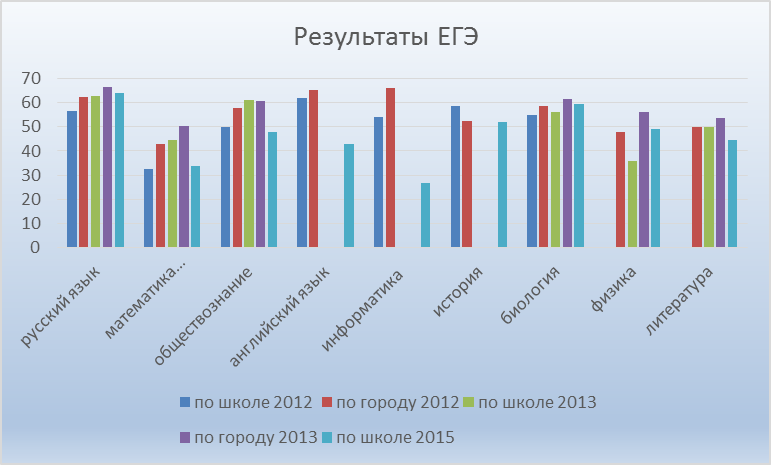 Результаты ЕГЭ
70
60
50
40
30
20
10
0
русский язык
математика...
обществознание
английский язык
информатика
история
биология
физика
литература
по школе 2012 по городу 2012 по школе 2013
по городу 2013 по школе 2015